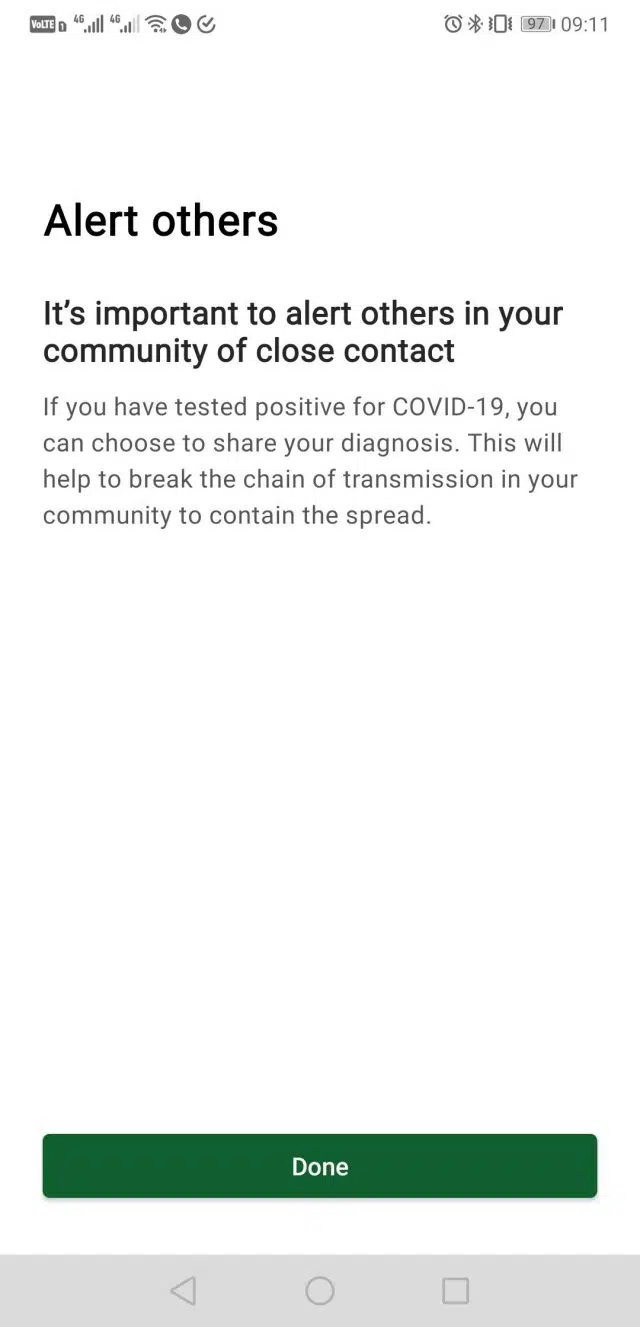 VoLTE 1 4G 4G 97 09:11
Alert others
It’s important to alert others in your
community of close contact
If you have tested positive for COVID-19, you
can choose to share your diagnosis. This will
help to break the chain of transmission in your
community to contain the spread.
Done